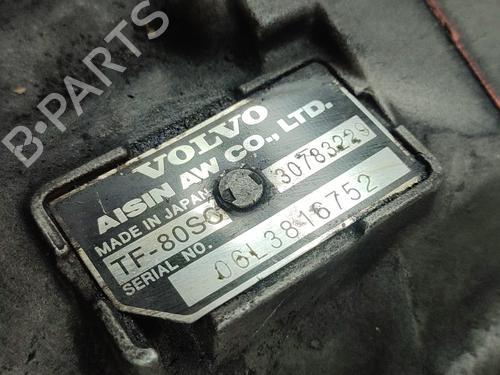 B-PARTS
VOLVO
AISIN AW CO., LTD.
MADE IN JAPAN 30783229
TF-80SC
SERIAL NO. 06L3816752